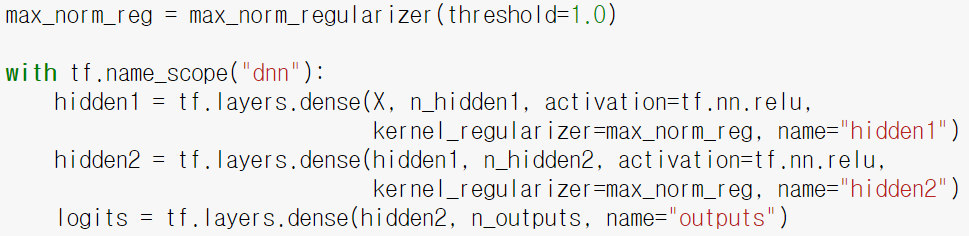 max_norm_reg = max_norm_regularizer(threshold=1.0)
with tf.name_scope("dnn"):
    hidden1 = tf.layers.dense(X, n_hidden1, activation=tf.nn.relu,
                              kernel_regularizer=max_norm_reg, name="hidden1")
    hidden2 = tf.layers.dense(hidden1, n_hidden2, activation=tf.nn.relu,
                              kernel_regularizer=max_norm_reg, name="hidden2")
    logits = tf.layers.dense(hidden2, n_outputs, name="outputs")